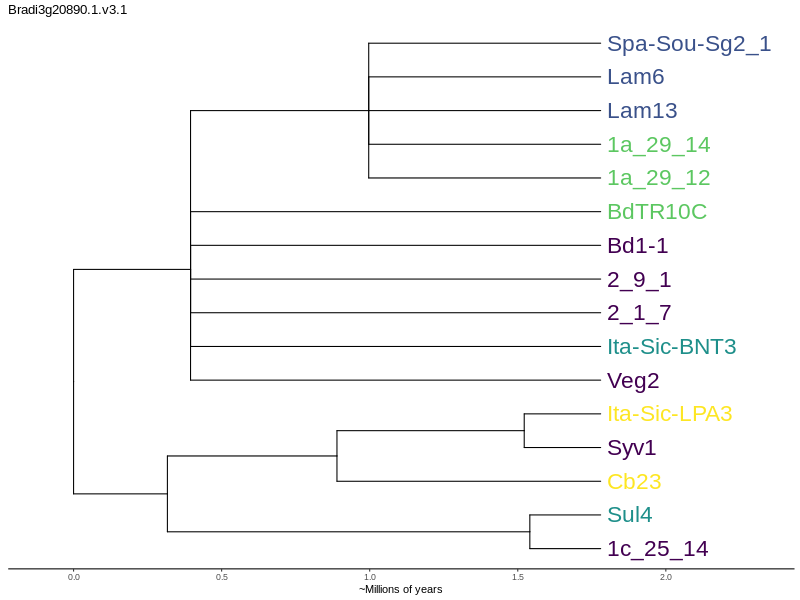 Bradi3g20890.1.v3.1
Spa-Sou-Sg2_1
Lam6
Lam13
1a_29_14
1a_29_12
BdTR10C
Bd1-1
2_9_1
2_1_7
Ita-Sic-BNT3
Veg2
Ita-Sic-LPA3
Syv1
Cb23
Sul4
1c_25_14
0.0 0.5 1.0 1.5 2.0
~Millions of years